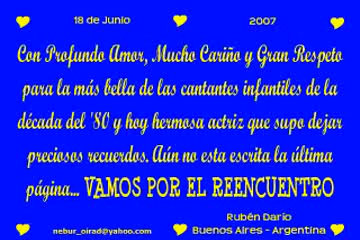 18 de Junio 2007
Con Profundo Amor, Mucho Cariño y Gran Respeto
para la más bella de las cantantes infantiles de la
década del '80 y hoy hermosa actriz que supo dejar
preciosos recuerdos. Aún no esta escrita la última
página... VAMOS POR EL REENCUENTRO
Rubén Darío
nebur_oirad@yahoo.com Buenos Aires - Argentina